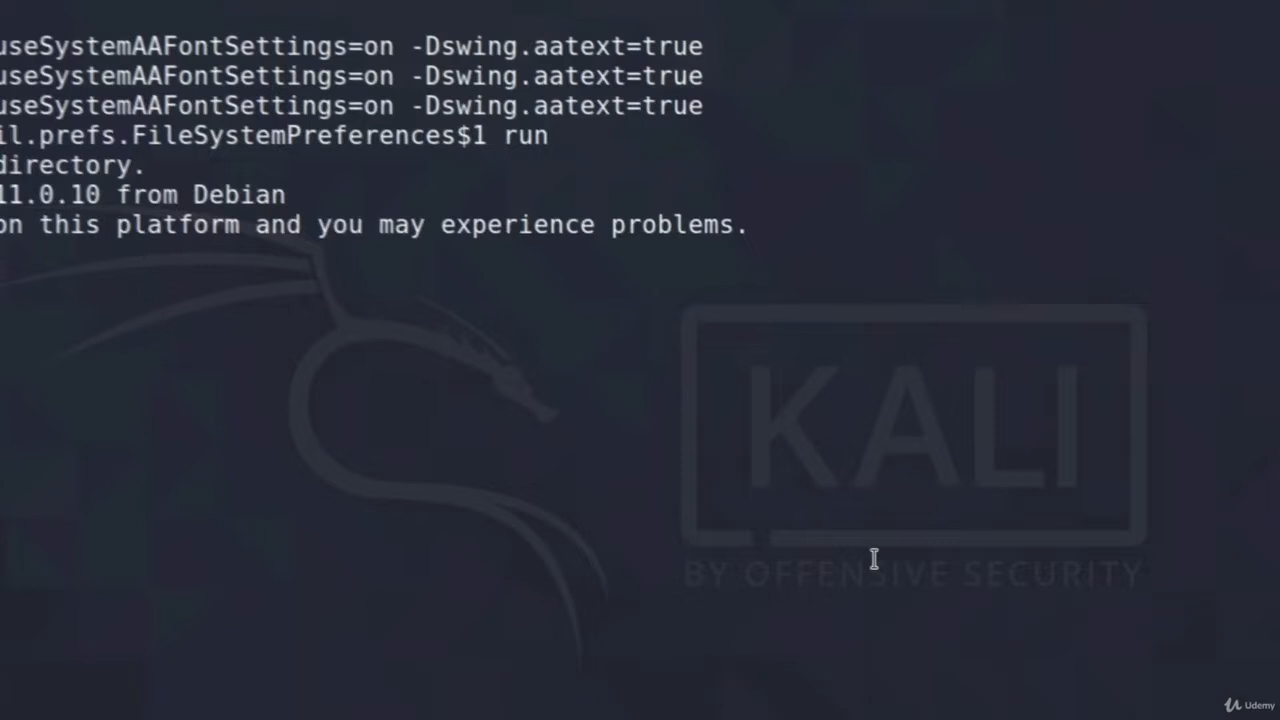 useSystemAAFontSettings=on -Dswing.aatext=true
useSystemAAFontSettings=on -Dswing.aatext=true
useSystemAAFontSettings=on -Dswing.aatext=true
il.prefs.FileSystemPreferences$1 run
directory.
11.0.10 from Debian
on this platform and you may experience problems.
KALI
BY OFFENSIVE SECURITY
Udemy